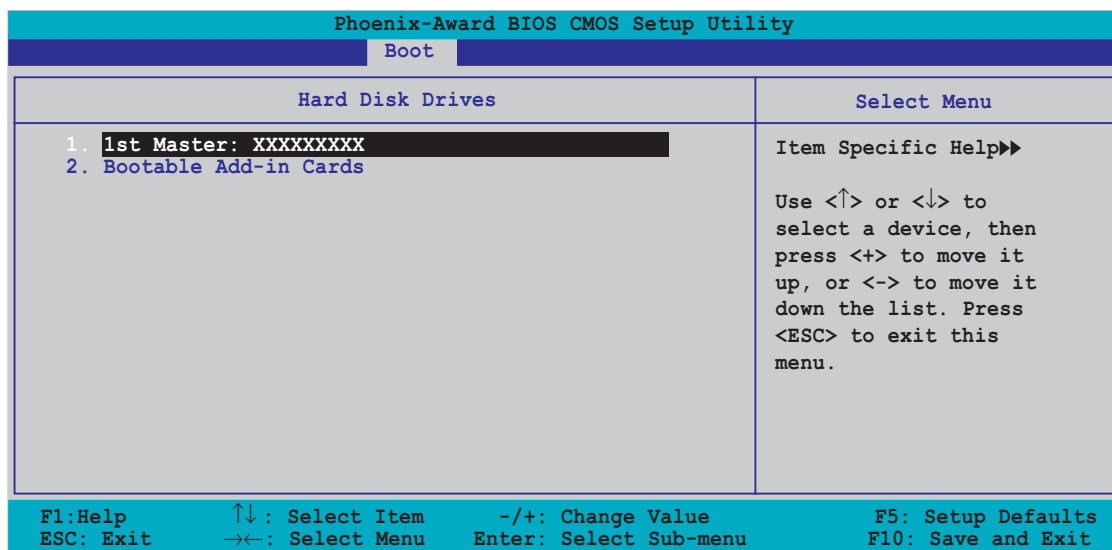 Phoenix-Award BIOS CMOS Setup Utility
Boot
Hard Disk Drives
Select Menu
1. 1st Master: XXXXXXXXX
2. Bootable Add-in Cards
Item Specific Help▶▶
Use <↑> or <↓> to
select a device, then
press <+> to move it
up, or <-> to move it
down the list. Press
<ESC> to exit this
menu.
F1:Help ↑↓: Select Item -/+: Change Value F5: Setup Defaults
ESC: Exit →←: Select Menu Enter: Select Sub-menu F10: Save and Exit